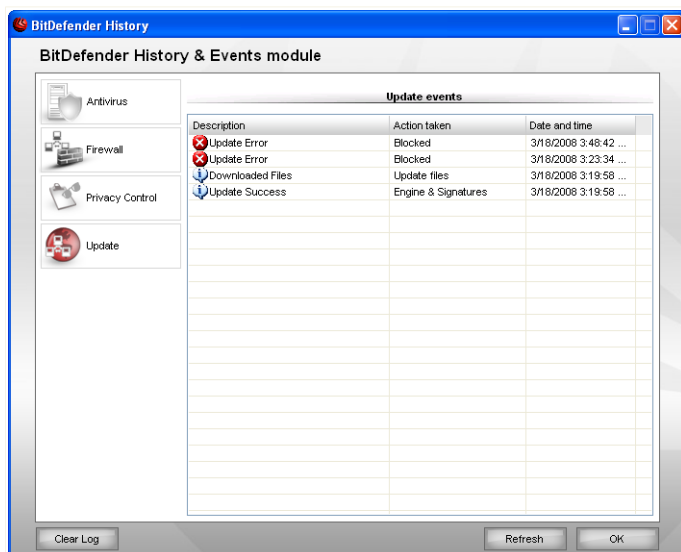 BitDefender History
BitDefender History & Events module
Antivirus
Firewall
Privacy Control
Update
Update events
Description Action taken Date and time
Update Error Blocked 3/18/2008 3:48:42 ...
Update Error Blocked 3/18/2008 3:23:34 ...
Downloaded Files Update files 3/18/2008 3:19:58 ...
Update Success Engine & Signatures 3/18/2008 3:19:58 ...
Clear Log Refresh OK